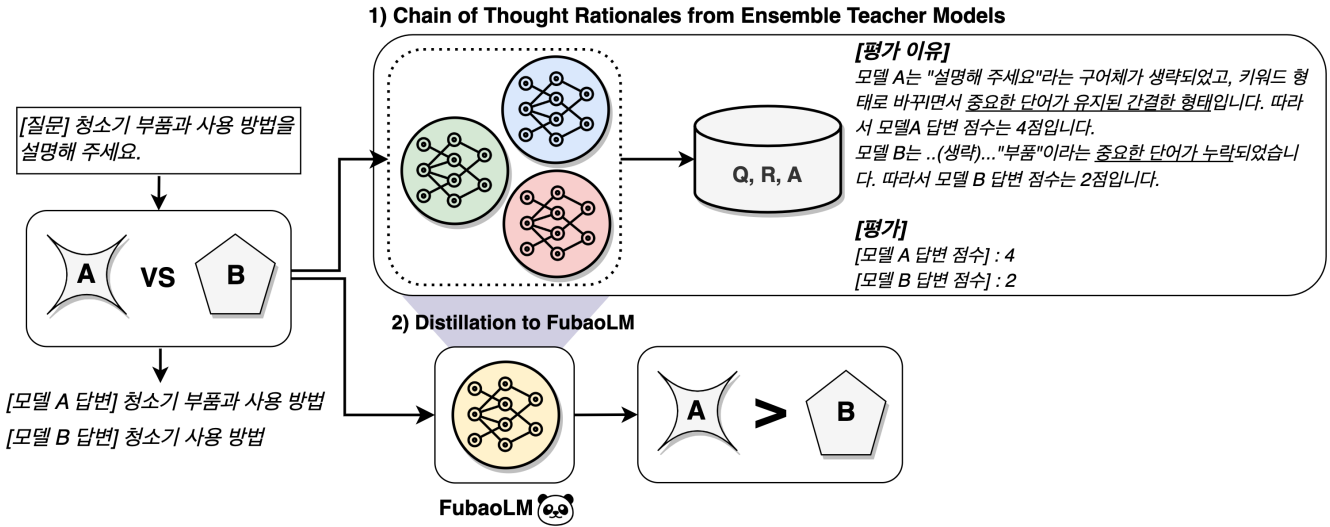 1) Chain of Thought Rationales from Ensemble Teacher Models
[질문] 청소기 부품과 사용 방법을
설명해 주세요.
A VS B
[모델 A 답변] 청소기 부품과 사용 방법
[모델 B 답변] 청소기 사용 방법
Q, R, A
[평가 이유]
모델 A는 "설명해 주세요"라는 구어체가 생략되었고, 키워드 형
태로 바꾸면서 중요한 단어가 유지된 간결한 형태입니다. 따라
서 모델A 답변 점수는 4점입니다.
모델 B는 ..(생략)..."부품"이라는 중요한 단어가 누락되었습니
다. 따라서 모델 B 답변 점수는 2점입니다.
[평가]
[모델 A 답변 점수] : 4
[모델 B 답변 점수] : 2
2) Distillation to FubaoLM
FubaoLM
A > B